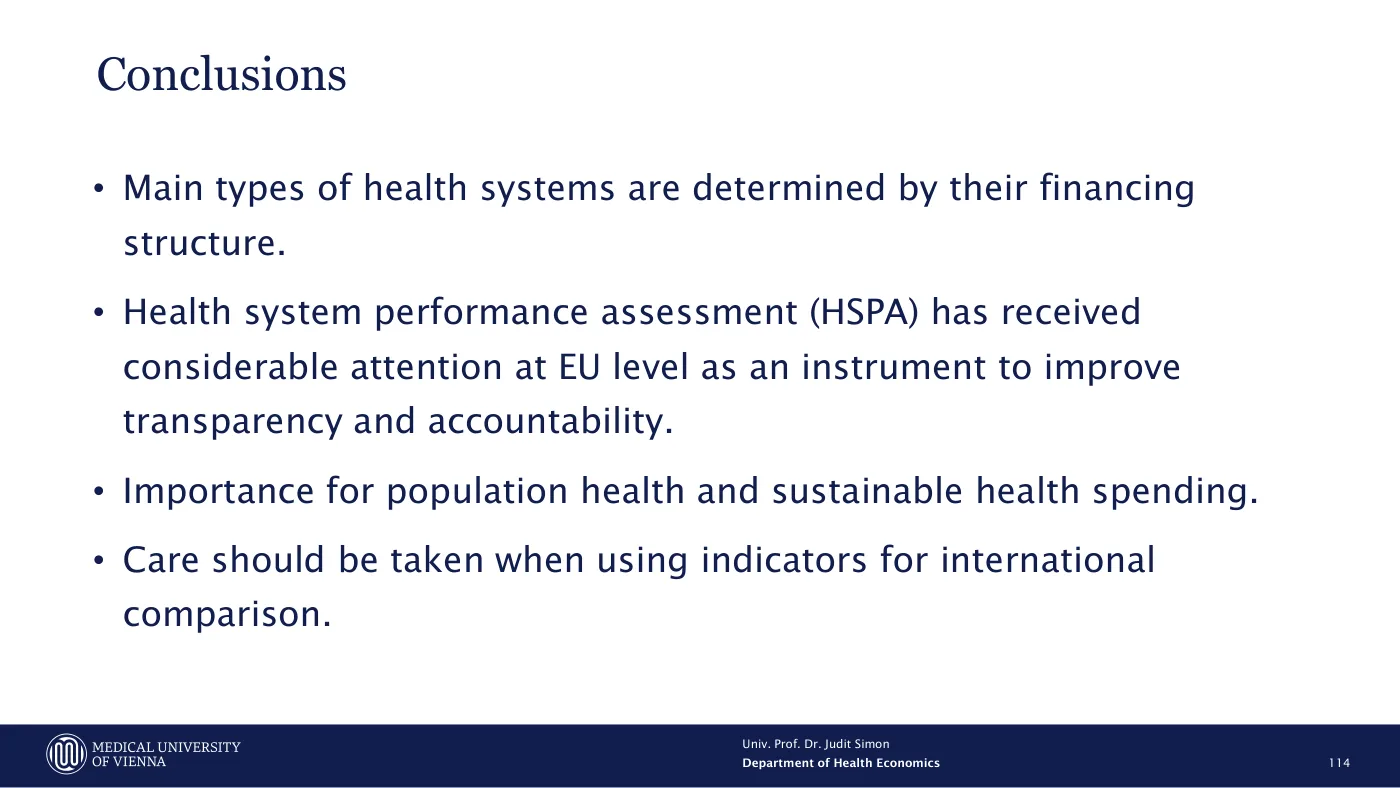 Conclusions
• Main types of health systems are determined by their financing
structure.
• Health system performance assessment (HSPA) has received
considerable attention at EU level as an instrument to improve
transparency and accountability.
• Importance for population health and sustainable health spending.
• Care should be taken when using indicators for international
comparison.
MEDICAL UNIVERSITY
OF VIENNA
Univ. Prof. Dr. Judit Simon
Department of Health Economics
114